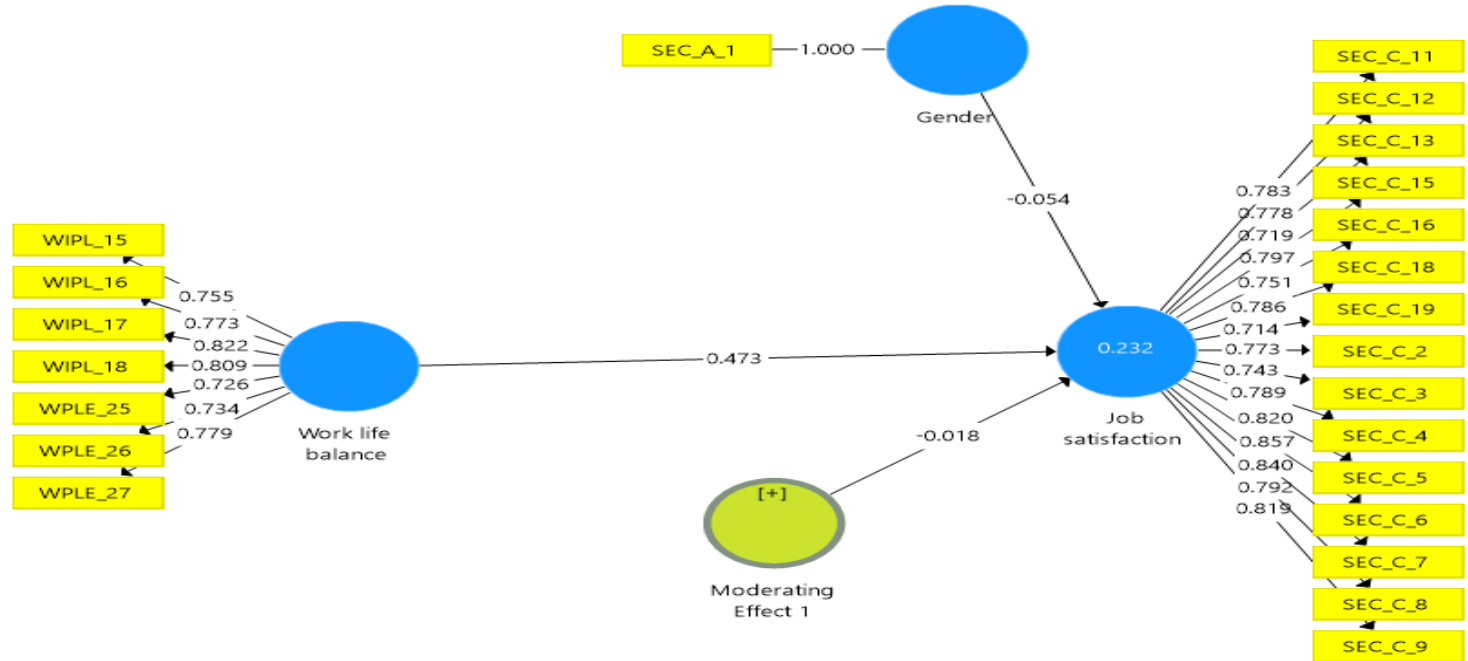 SEC_A_1
1.000
Gender
-0.054
WIPL_15
WIPL_16
WIPL_17
WIPL_18
WPLE_25
WPLE_26
WPLE_27
0.755
0.773
0.822
0.809
0.726
0.734
0.779
Work life
balance
0.473
[+]
Moderating
Effect 1
-0.018
0.232
Job
satisfaction
0.783
0.778
0.719
0.797
0.751
0.786
0.714
0.773
0.743
0.789
0.820
0.857
0.840
0.792
0.819
SEC_C_11
SEC_C_12
SEC_C_13
SEC_C_15
SEC_C_16
SEC_C_18
SEC_C_19
SEC_C_2
SEC_C_3
SEC_C_4
SEC_C_5
SEC_C_6
SEC_C_7
SEC_C_8
SEC_C_9